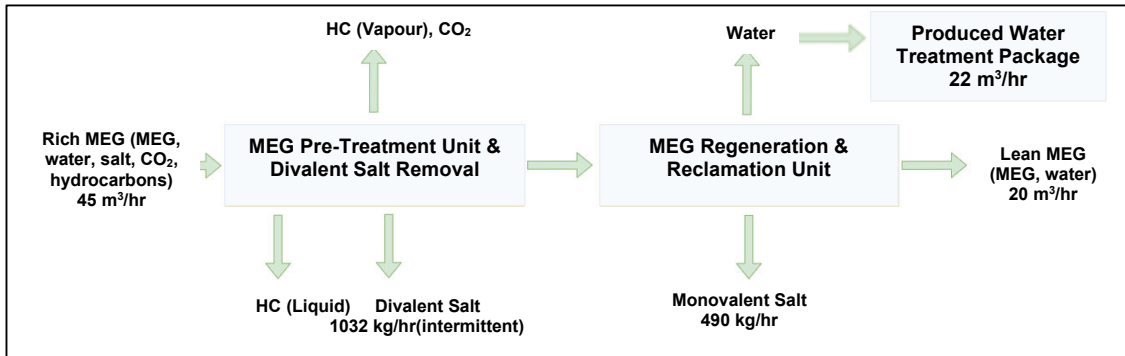 HC (Vapour), CO₂
Water
Produced Water
Treatment Package
22 m³/hr
Rich MEG (MEG,
water, salt, CO₂,
hydrocarbons)
45 m³/hr
MEG Pre-Treatment Unit &
Divalent Salt Removal
MEG Regeneration &
Reclamation Unit
Lean MEG
(MEG, water)
20 m³/hr
HC (Liquid)
Divalent Salt
1032 kg/hr(intermittent)
Monovalent Salt
490 kg/hr